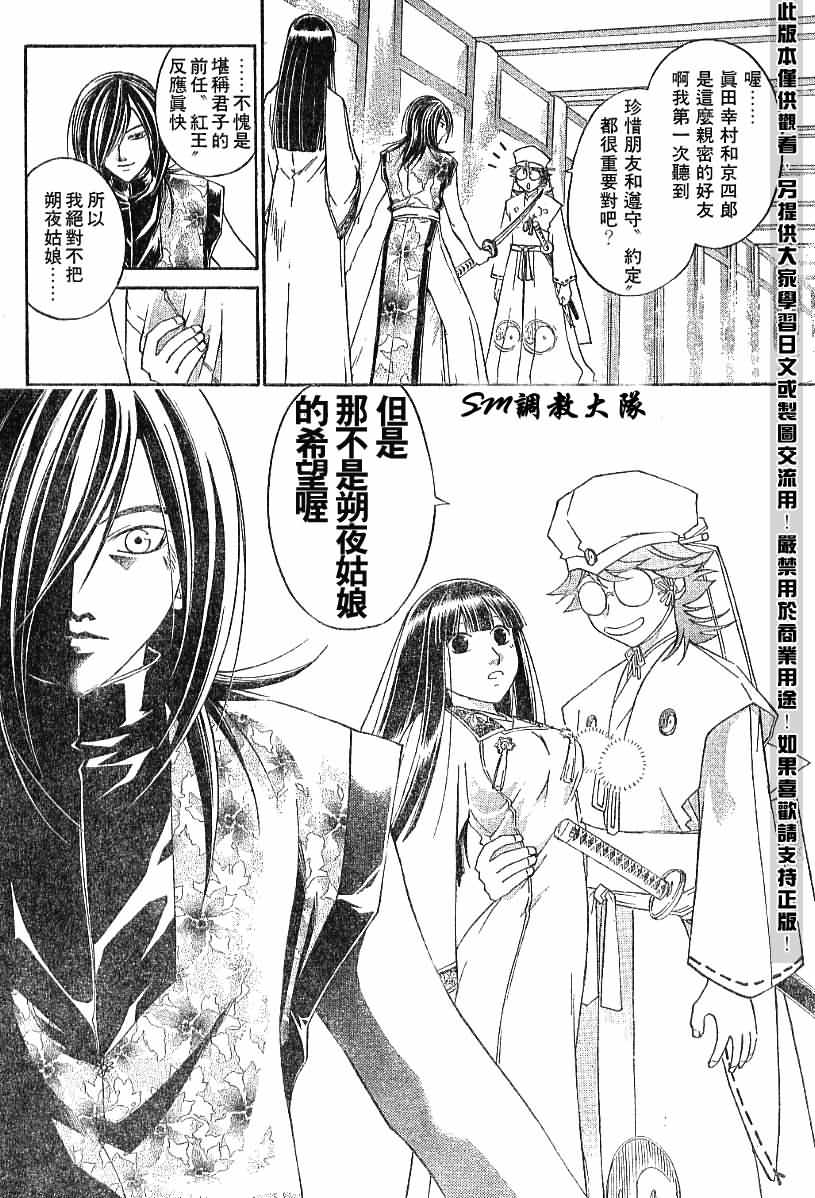 喔……
眞田幸村和京四郎
是這麼親密的好友
啊我第一次聽到
珍惜朋友和遵守〝約定〞
都很重要對吧？
……不愧是
堪稱君子的
前任〝紅王〞
反應眞快
所以
我絕對不把
朔夜姑娘……
SM調教大隊
但是
那不是朔夜姑娘
的希望喔
此版本僅供觀看！另提供大家學習日文或製圖交流用！嚴禁用於商業用途！如果喜歡請支持正版！